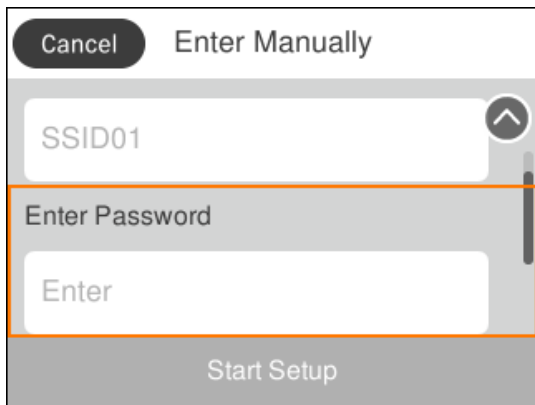 Cancel Enter Manually
SSID01
Enter Password
Enter
Start Setup